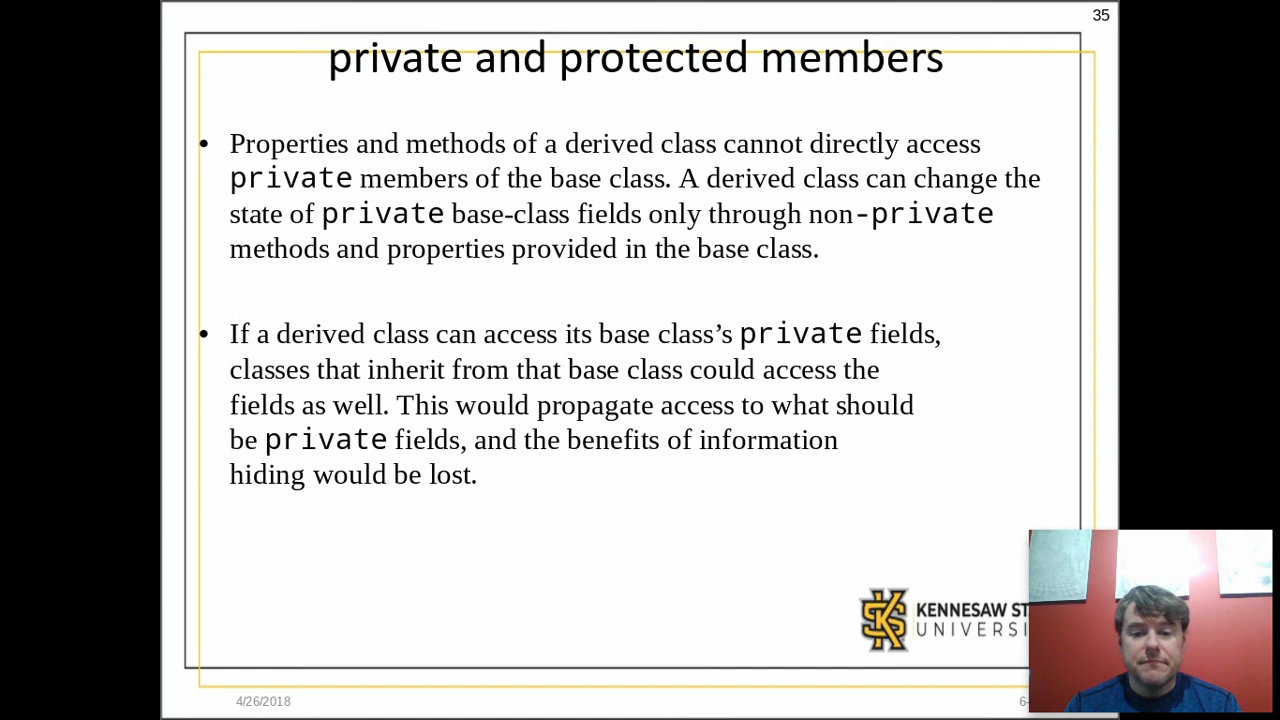 35
private and protected members
• Properties and methods of a derived class cannot directly access
private members of the base class. A derived class can change the
state of private base-class fields only through non-private
methods and properties provided in the base class.
• If a derived class can access its base class’s private fields,
classes that inherit from that base class could access the
fields as well. This would propagate access to what should
be private fields, and the benefits of information
hiding would be lost.
KENNESAW ST
UNIVERSI
4/26/2018
6-